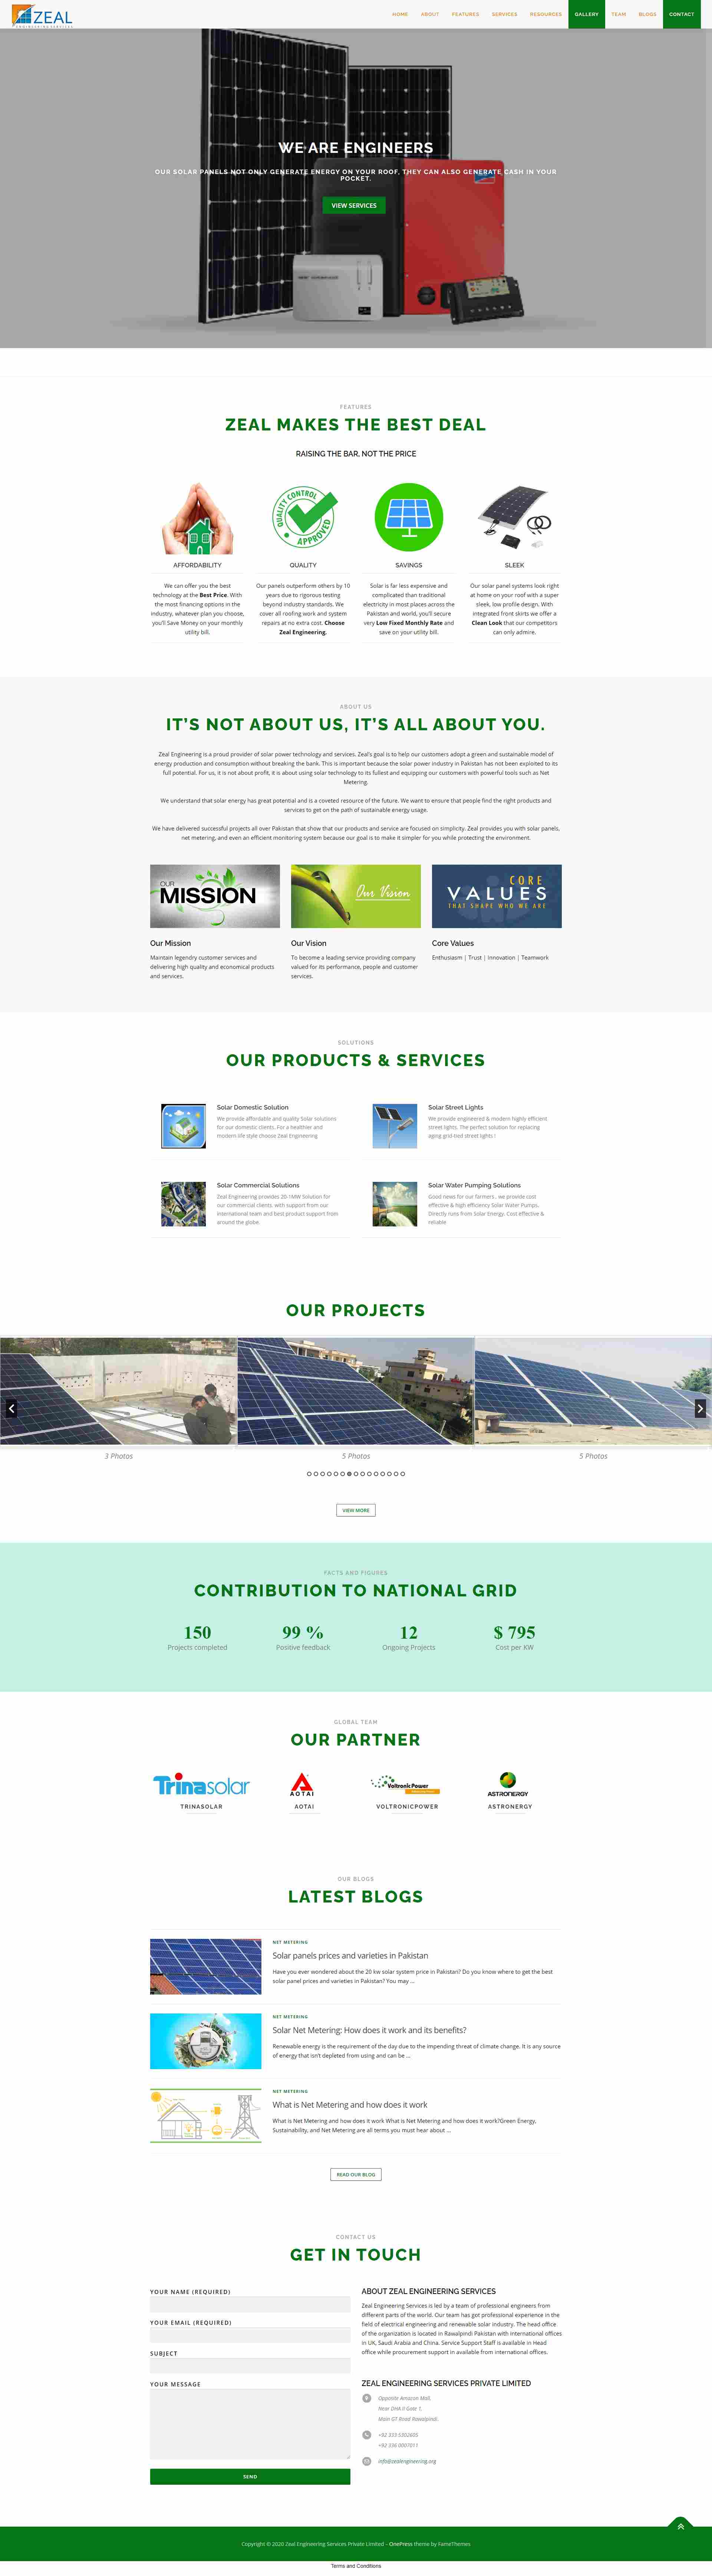 ZEAL
ENGINEERING SERVICES
HOME ABOUT FEATURES SERVICES RESOURCES GALLERY TEAM BLOGS CONTACT
WE ARE ENGINEERS
OUR SOLAR PANELS NOT ONLY GENERATE ENERGY ON YOUR ROOF, THEY CAN ALSO GENERATE CASH IN YOUR
POCKET.
VIEW SERVICES
FEATURES
ZEAL MAKES THE BEST DEAL
RAISING THE BAR, NOT THE PRICE
QUALITY CONTROL
APPROVED
AFFORDABILITY
We can offer you the best
technology at the Best Price. With
the most financing options in the
industry, whatever plan you choose,
you'll Save Money on your monthly
utility bill.
QUALITY
Our panels outperform others by 10
years due to rigorous testing
beyond industry standards. We
cover all roofing work and system
repairs at no extra cost. Choose
Zeal Engineering.
SAVINGS
Solar is far less expensive and
complicated than traditional
electricity in most places across the
Pakistan and world, you'll secure
very Low Fixed Monthly Rate and
save on your utility bill.
SLEEK
Our solar panel systems look right
at home on your roof with a super
sleek, low profile design. With
integrated front skirts we offer a
Clean Look that our competitors
can only admire.
ABOUT US
IT'S NOT ABOUT US, IT'S ALL ABOUT YOU.
Zeal Engineering is a proud provider of solar power technology and services. Zeal's goal is to help our customers adopt a green and sustainable model of
energy production and consumption without breaking the bank. This is important because the solar power industry in Pakistan has not been exploited to its
full potential. For us, it is not about profit, it is about using solar technology to its fullest and equipping our customers with powerful tools such as Net
Metering.
We understand that solar energy has great potential and is a coveted resource of the future. We want to ensure that people find the right products and
services to get on the path of sustainable energy usage.
We have delivered successful projects all over Pakistan that show that our products and service are focused on simplicity. Zeal provides you with solar panels,
net metering, and even an efficient monitoring system because our goal is to make it simpler for you while protecting the environment.
OUR
MISSION
Our Vision
CORE
VALUES
THAT SHAPE WHO WE ARE
Our Mission
Maintain legendry customer services and
delivering high quality and economical products
and services.
Our Vision
To become a leading service providing company
valued for its performance, people and customer
services.
Core Values
Enthusiasm | Trust | Innovation | Teamwork
SOLUTIONS
OUR PRODUCTS & SERVICES
Solar Domestic Solution
We provide affordable and quality Solar solutions
for our domestic clients. For a healthier and
modern life style choose Zeal Engineering
Solar Street Lights
We provide engineered & modern highly efficient
street lights. The perfect solution for replacing
aging grid-tied street lights !
Solar Commercial Solutions
Zeal Engineering provides 20-1MW Solution for
our commercial clients. with support from our
international team and best product support from
around the globe.
Solar Water Pumping Solutions
Good news for our farmers , we provide cost
effective & high efficiency Solar Water Pumps,
Directly runs from Solar Energy. Cost effective &
reliable
OUR PROJECTS
3 Photos
5 Photos
5 Photos
VIEW MORE
FACTS AND FIGURES
CONTRIBUTION TO NATIONAL GRID
150
Projects completed
99 %
Positive feedback
12
Ongoing Projects
$ 795
Cost per KW
GLOBAL TEAM
OUR PARTNER
Trinasolar
AOTAI
Voltronic Power
ASTRONERGY
TRINASOLAR
AOTAI
VOLTRONICPOWER
ASTRONERGY
OUR BLOGS
LATEST BLOGS
NET METERING
Solar panels prices and varieties in Pakistan
Have you ever wondered about the 20 kw solar system price in Pakistan? Do you know where to get the best
solar panel prices and varieties in Pakistan? You may ...
NET METERING
Solar Net Metering: How does it work and its benefits?
Renewable energy is the requirement of the day due to the impending threat of climate change. It is any source
of energy that isn't depleted from using and can be ...
NET METERING
What is Net Metering and how does it work
What is Net Metering and how does it work What is Net Metering and how does it work?Green Energy,
Sustainability, and Net Metering are all terms you must hear about ...
READ OUR BLOG
CONTACT US
GET IN TOUCH
YOUR NAME (REQUIRED)
YOUR EMAIL (REQUIRED)
SUBJECT
YOUR MESSAGE
SEND
ABOUT ZEAL ENGINEERING SERVICES
Zeal Engineering Services is led by a team of professional engineers from
different parts of the world. Our team has got professional experience in the
field of electrical engineering and renewable solar industry. The head office
of the organization is located in Rawalpindi Pakistan with international offices
in UK, Saudi Arabia and China. Service Support Staff is available in Head
office while procurement support in available from international offices.
ZEAL ENGINEERING SERVICES PRIVATE LIMITED
Opposite Amazon Mall,
Near DHA II Gate 1,
Main GT Road Rawalpindi.
+92 333 5302605
+92 336 0007011
info@zealengineering.org
Copyright © 2020 Zeal Engineering Services Private Limited – OnePress theme by FameThemes
Terms and Conditions